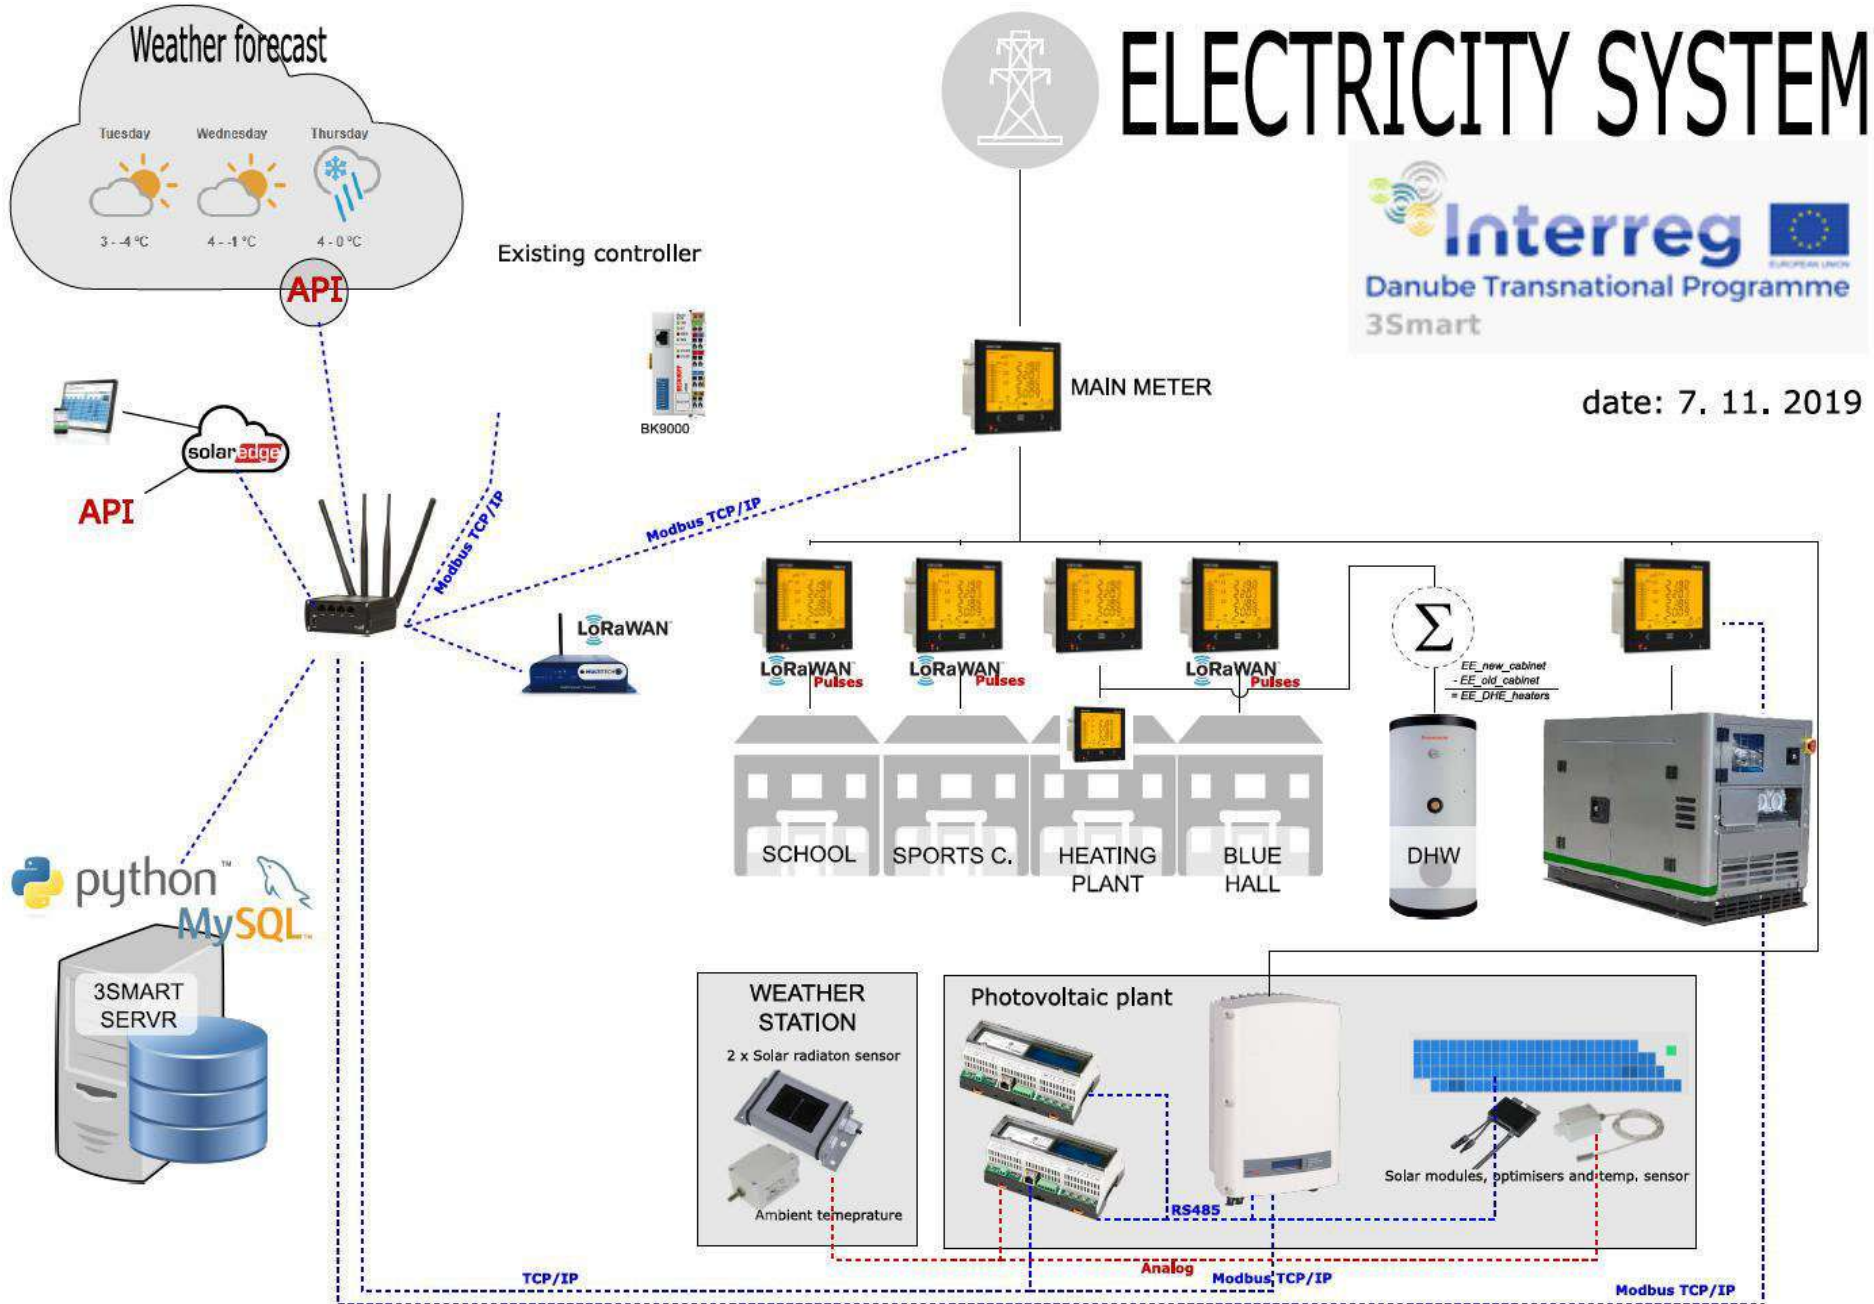 Weather forecast
Tuesday
Wednesday
Thursday
3 - -4 °C
4 - -1 °C
4 - 0 °C
API
ELECTRICITY SYSTEM
Interreg
EUROPEAN UNION
Danube Transnational Programme
3Smart
date: 7. 11. 2019
Existing controller
BK9000
MAIN METER
solaredge
API
Modbus TCP/IP
Modbus TCP/IP
LoRaWAN
LoRaWAN
Pulses
LoRaWAN
Pulses
LoRaWAN
Pulses
Σ
EE_new_cabinet
- EE_old_cabinet
= EE_DHE_heaters
SCHOOL
SPORTS C.
HEATING
PLANT
BLUE
HALL
DHW
python™
MySQL™
3SMART
SERVR
WEATHER
STATION
2 x Solar radiaton sensor
Ambient temeprature
Photovoltaic plant
Solar modules, optimisers and temp. sensor
RS485
Analog
TCP/IP
Modbus TCP/IP
Modbus TCP/IP